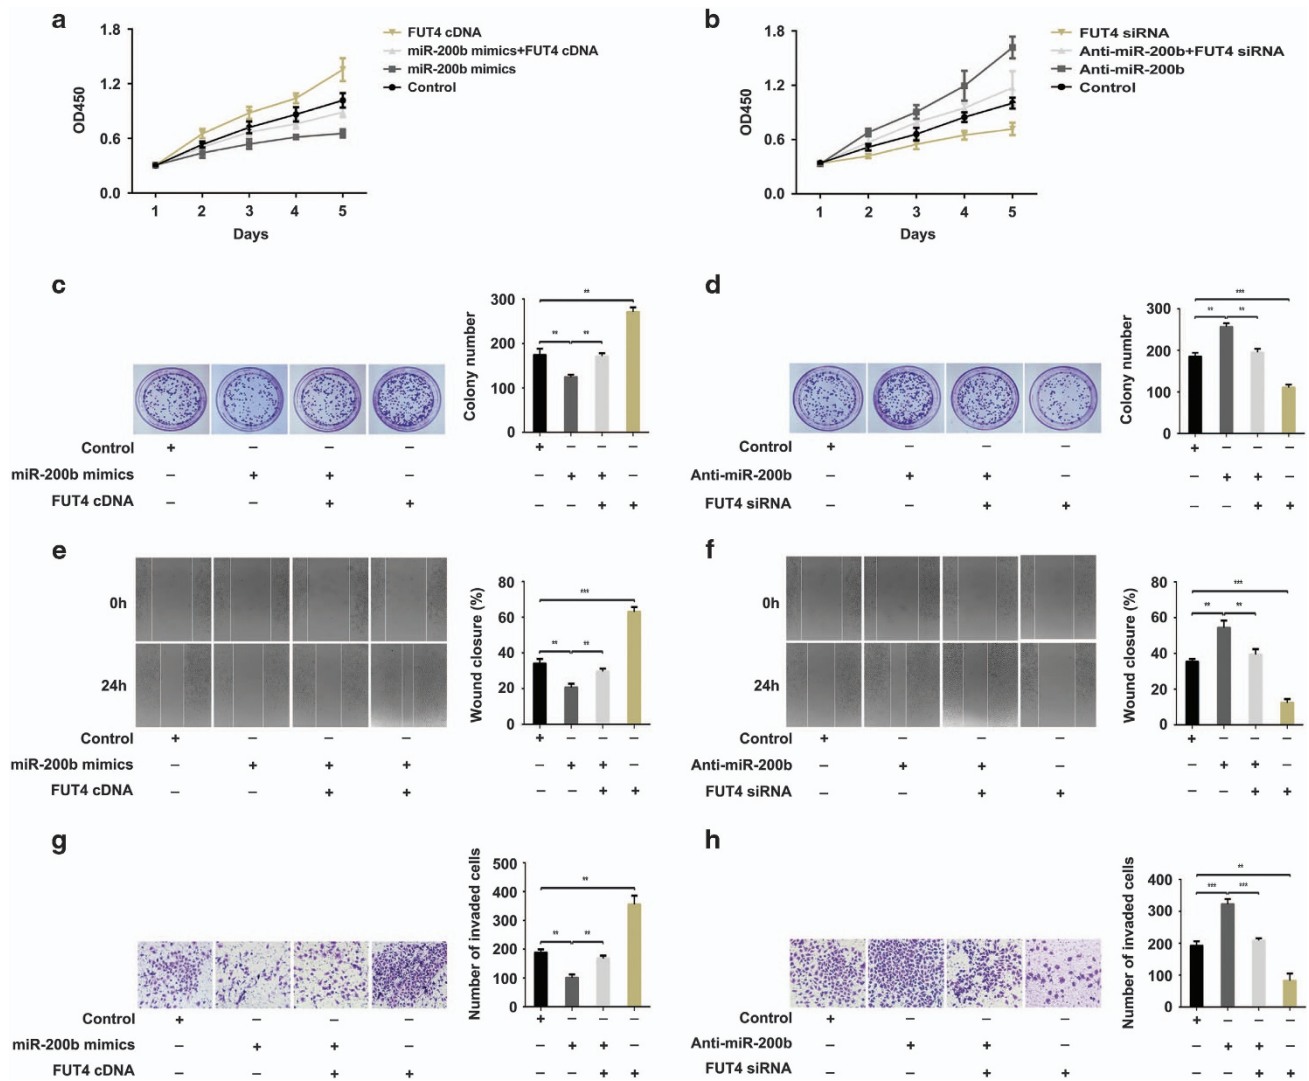 a
1.8
1.2
0.6
0.0
OD450
1 2 3 4 5
Days
FUT4 cDNA
miR-200b mimics+FUT4 cDNA
miR-200b mimics
Control
b
1.8
1.2
0.6
0.0
OD450
1 2 3 4 5
Days
FUT4 siRNA
Anti-miR-200b+FUT4 siRNA
Anti-miR-200b
Control
c
Colony number
300
200
100
0
**
** **
Control + – – – + – – –
miR-200b mimics – + + – – + + –
FUT4 cDNA – – + + – – + +
d
Colony number
300
200
100
0
***
** **
Control + – – – + – – –
Anti-miR-200b – + + – – + + –
FUT4 siRNA – – + + – – + +
e
0h
24h
Wound closure (%)
80
60
40
20
0
***
** **
Control + – – – + – – –
miR-200b mimics – + + + – + + –
FUT4 cDNA – – + + – – + +
f
0h
24h
Wound closure (%)
80
60
40
20
0
***
** **
Control + – – – + – – –
Anti-miR-200b – + + – – + + –
FUT4 siRNA – – + + – – + +
g
Number of invaded cells
500
400
300
200
100
0
**
** **
Control + – – – + – – –
miR-200b mimics – + + – – + + –
FUT4 cDNA – – + + – – + +
h
Number of invaded cells
400
300
200
100
0
**
*** ***
Control + – – – + – – –
Anti-miR-200b – + + – – + + –
FUT4 siRNA – – + + – – + +